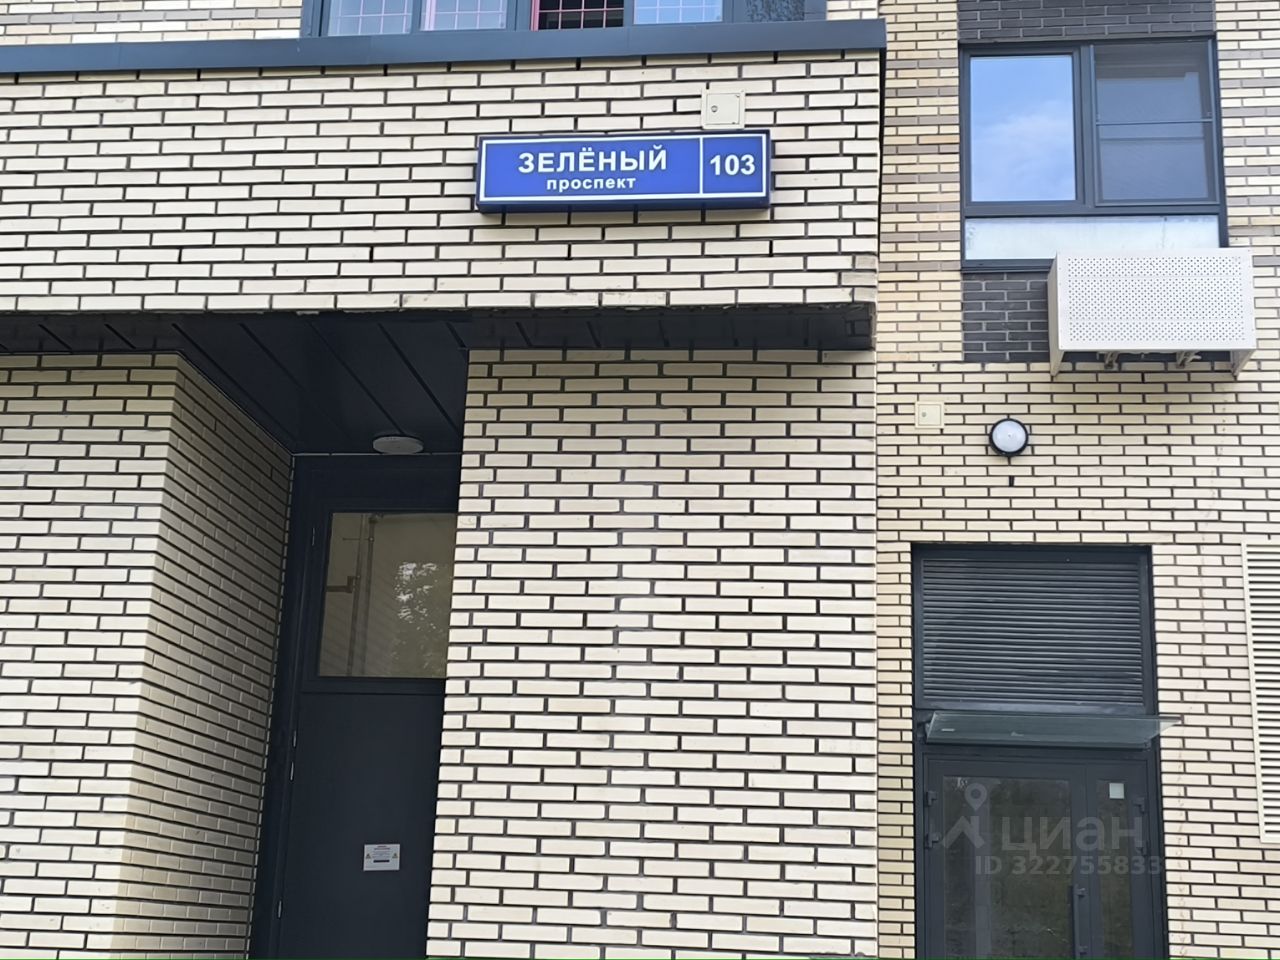 ЗЕЛЁНЫЙ
проспект
103
циан
ID 322755833